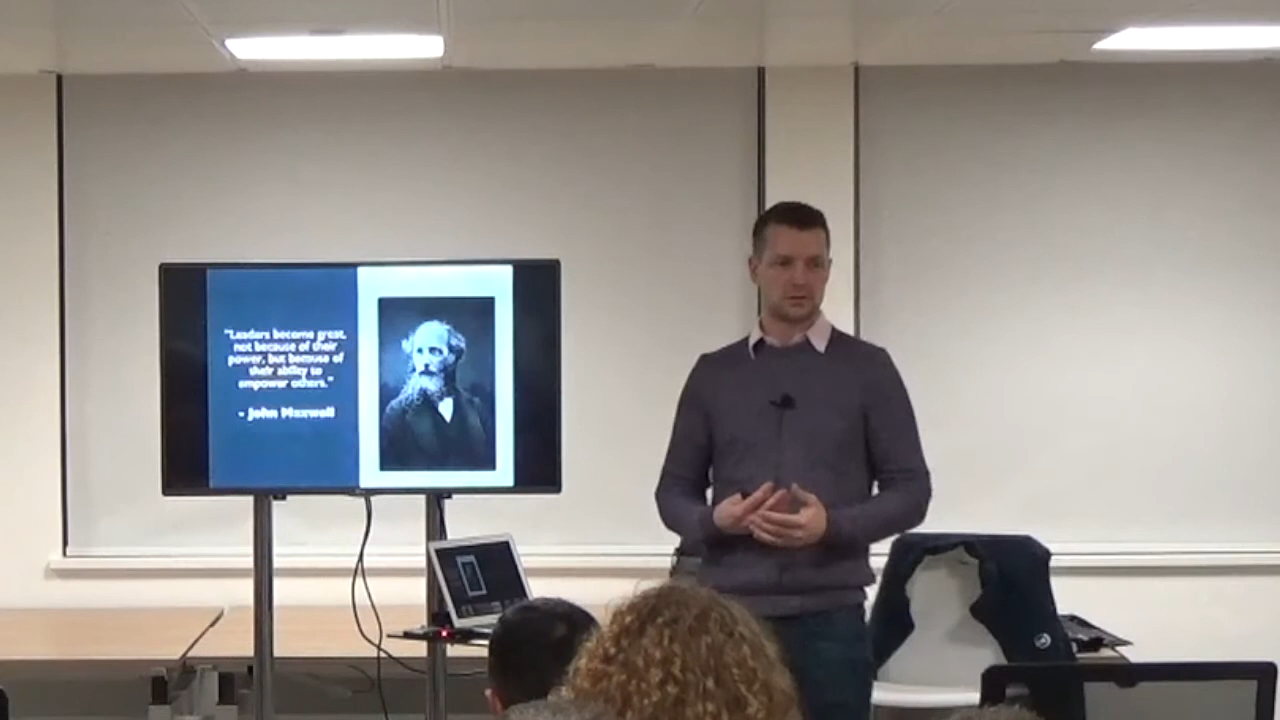 "Leaders become great,
not because of their
power, but because of
their ability to
empower others."
- John Maxwell